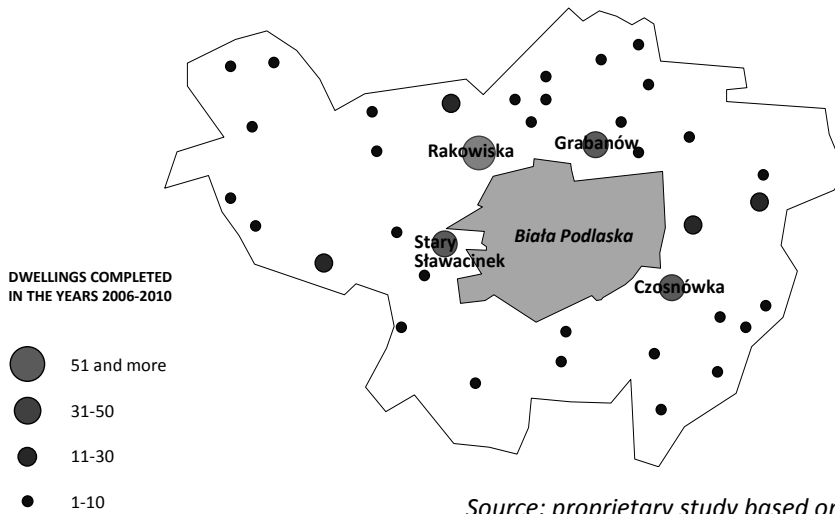 Rakowiska
Grabanów
Stary
Sławacinek
Biała Podlaska
Czosnówka
DWELLINGS COMPLETED
IN THE YEARS 2006-2010
51 and more
31-50
11-30
1-10
Source: proprietary study based on